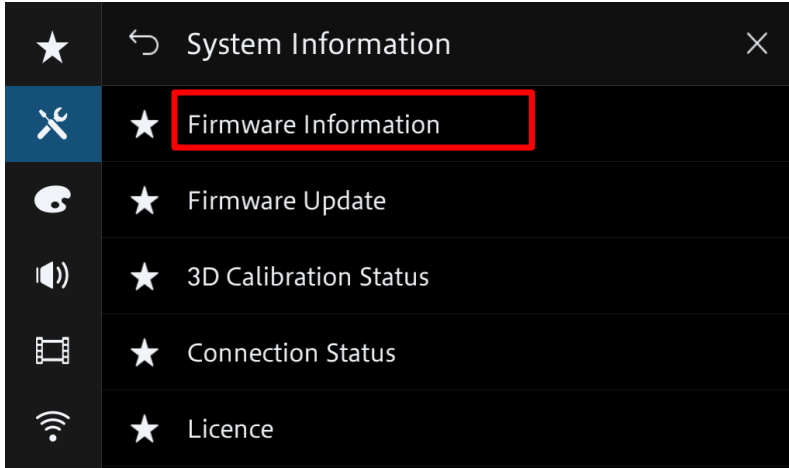 System Information
Firmware Information
Firmware Update
3D Calibration Status
Connection Status
Licence